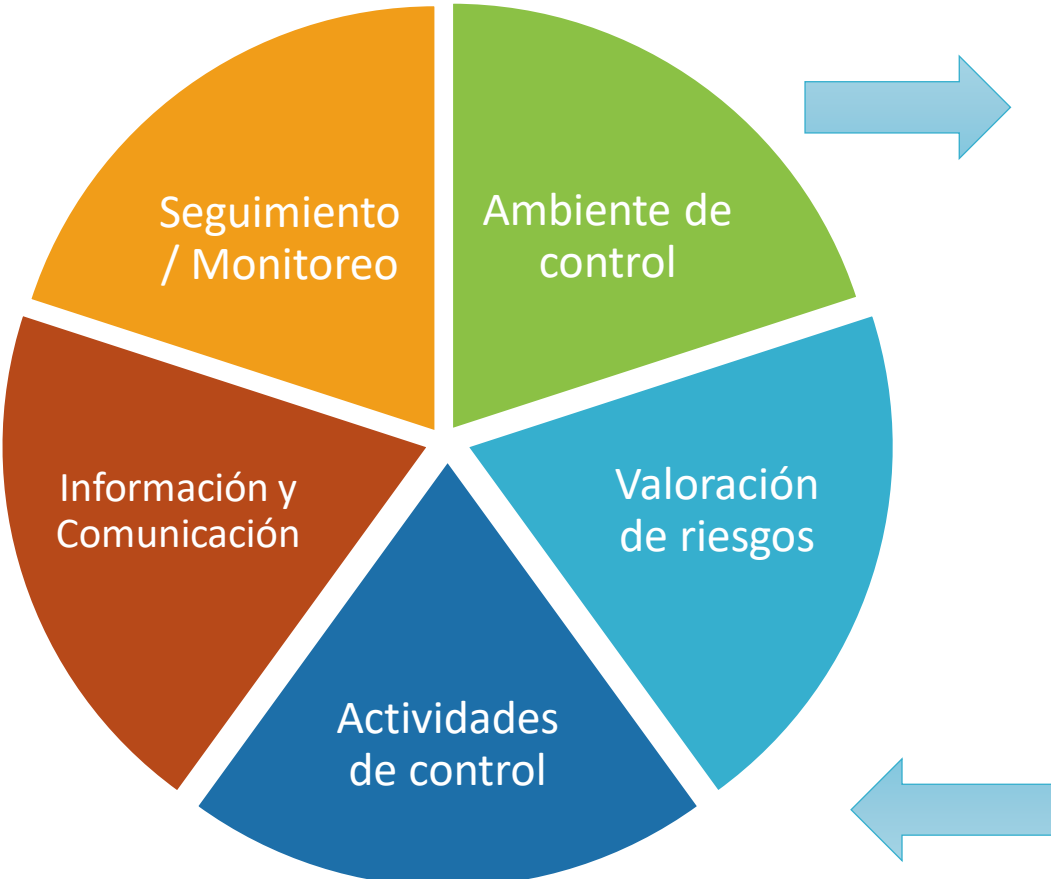 Seguimiento
/ Monitoreo
Ambiente de
control
Información y
Comunicación
Valoración
de riesgos
Actividades
de control